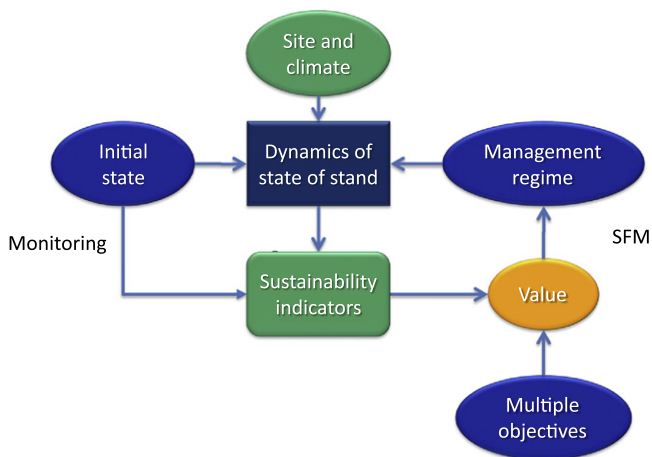 Site and
climate
Initial
state
Dynamics of
state of stand
Management
regime
Monitoring
SFM
Sustainability
indicators
Value
Multiple
objectives